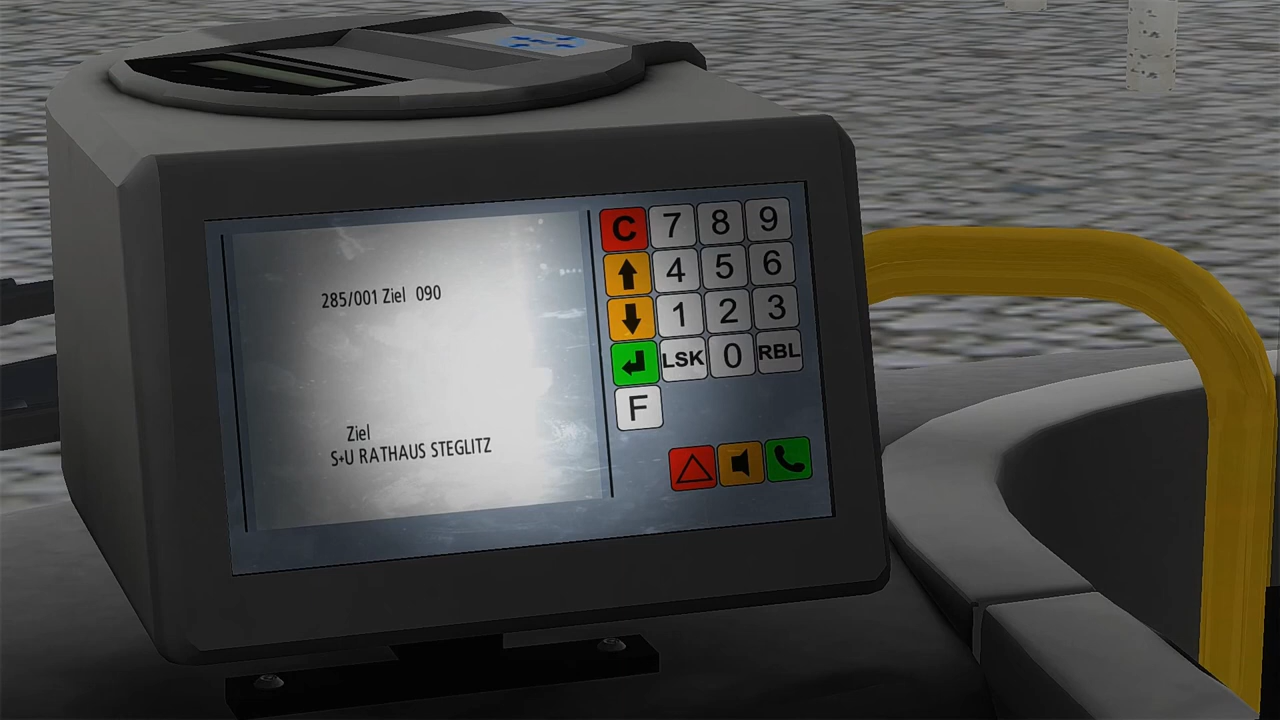 285/001 Ziel 090
Ziel
S+U RATHAUS STEGLITZ
C 7 8 9
4 5 6
1 2 3
LSK 0 RBL
F